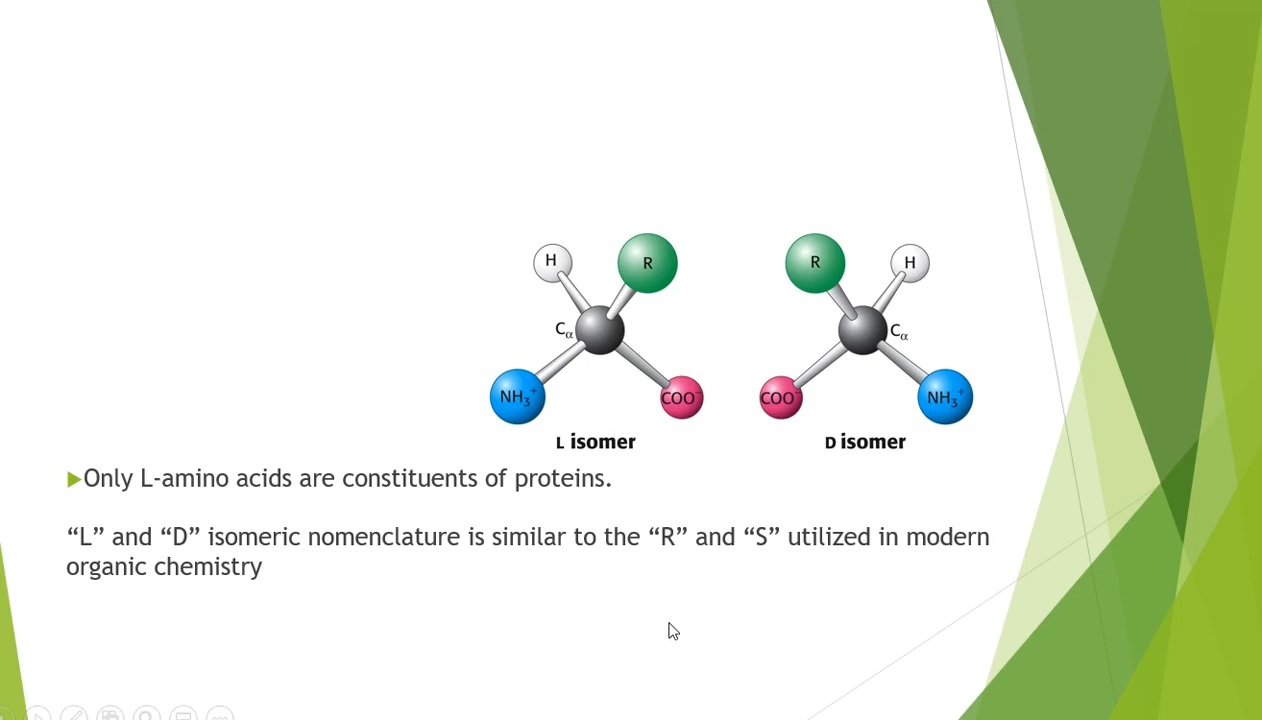 H R R H
Cα Cα
NH₃⁺ COO⁻ COO⁻ NH₃⁺
L isomer D isomer
Only L-amino acids are constituents of proteins.
“L” and “D” isomeric nomenclature is similar to the “R” and “S” utilized in modern
organic chemistry